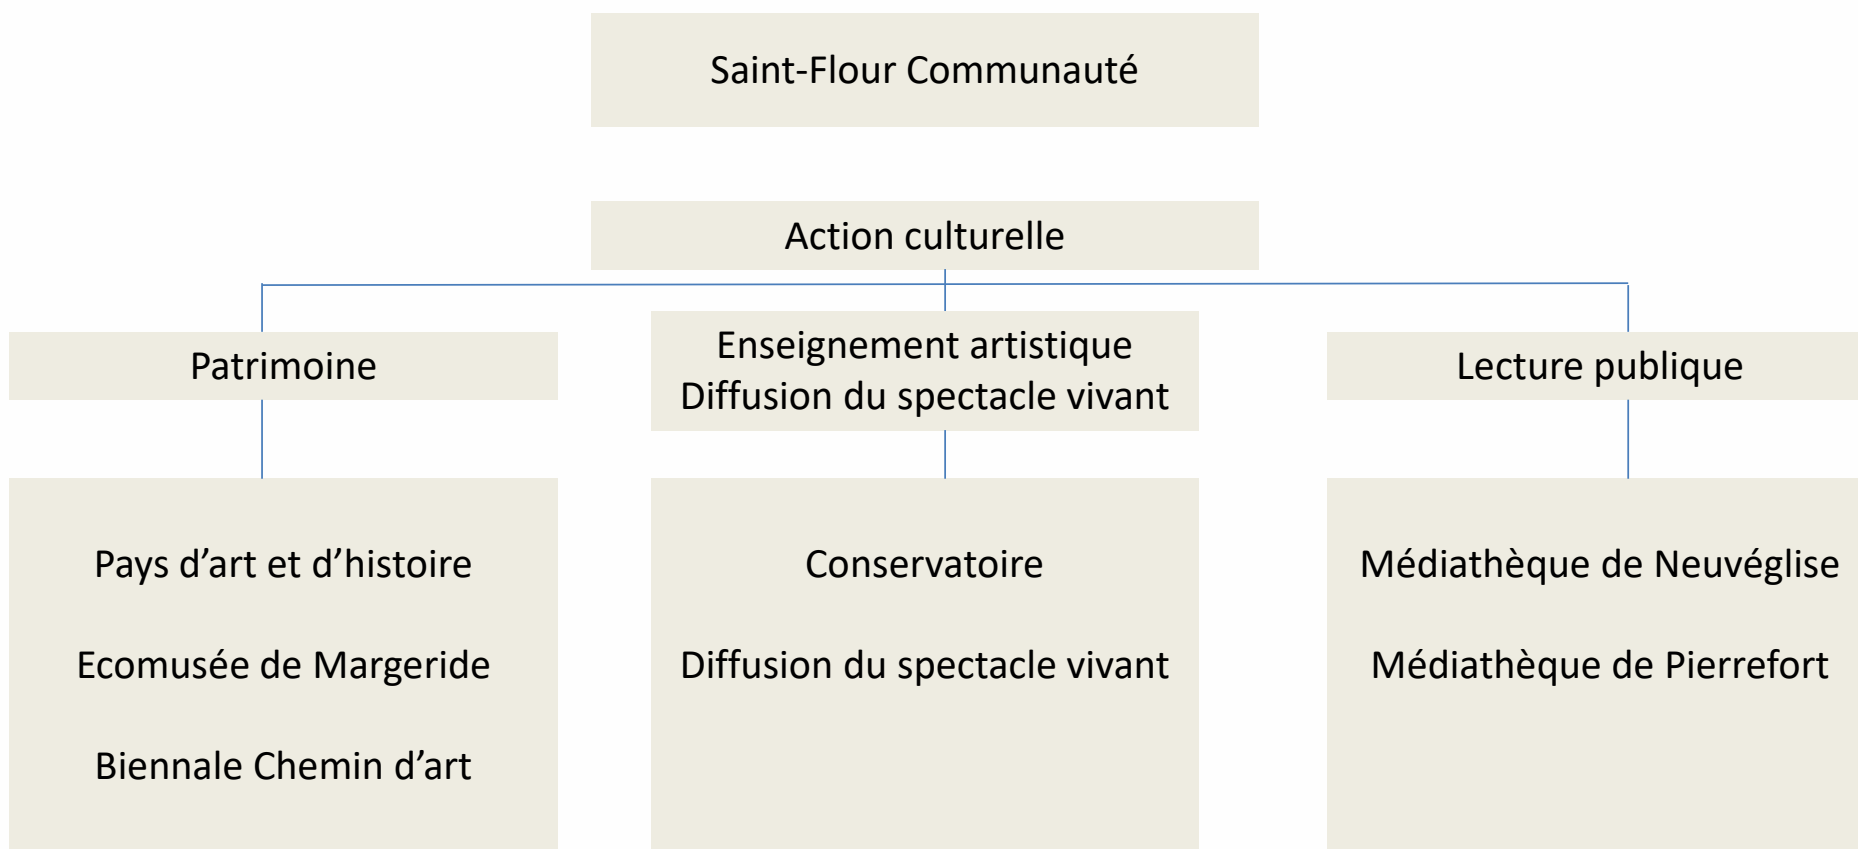 Saint-Flour Communauté
Action culturelle
Patrimoine
Enseignement artistique
Diffusion du spectacle vivant
Lecture publique
Pays d’art et d’histoire
Ecomusée de Margeride
Biennale Chemin d’art
Conservatoire
Diffusion du spectacle vivant
Médiathèque de Neuvéglise
Médiathèque de Pierrefort